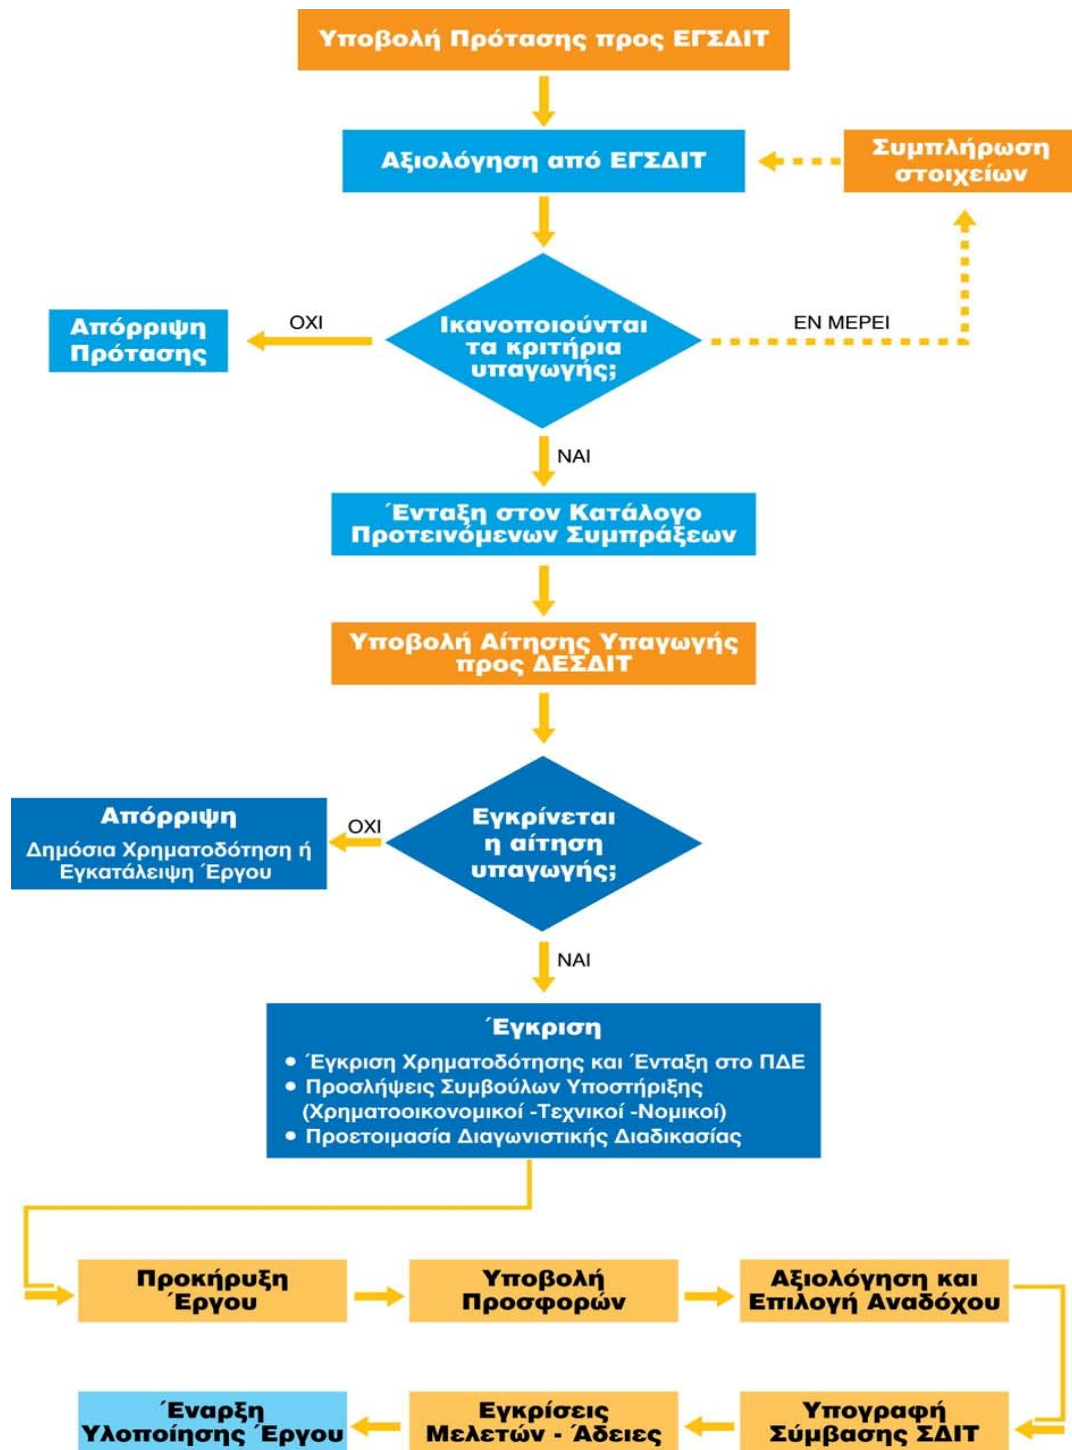 Υποβολή Πρότασης προς ΕΓΣΔΙΤ
Αξιολόγηση από ΕΓΣΔΙΤ
Συμπλήρωση
στοιχείων
Ικανοποιούνται
τα κριτήρια
υπαγωγής;
ΟΧΙ
Απόρριψη
Πρότασης
ΕΝ ΜΕΡΕΙ
ΝΑΙ
Ένταξη στον Κατάλογο
Προτεινόμενων Συμπράξεων
Υποβολή Αίτησης Υπαγωγής
προς ΔΕΣΔΙΤ
Εγκρίνεται
η αίτηση
υπαγωγής;
ΟΧΙ
Απόρριψη
Δημόσια Χρηματοδότηση ή
Εγκατάλειψη Έργου
ΝΑΙ
Έγκριση
• Έγκριση Χρηματοδότησης και Ένταξη στο ΠΔΕ
• Προσλήψεις Συμβούλων Υποστήριξης
(Χρηματοοικονομικοί -Τεχνικοί -Νομικοί)
• Προετοιμασία Διαγωνιστικής Διαδικασίας
Προκήρυξη
Έργου
Υποβολή
Προσφορών
Αξιολόγηση και
Επιλογή Αναδόχου
Υπογραφή
Σύμβασης ΣΔΙΤ
Εγκρίσεις
Μελετών - Άδειες
Έναρξη
Υλοποίησης Έργου